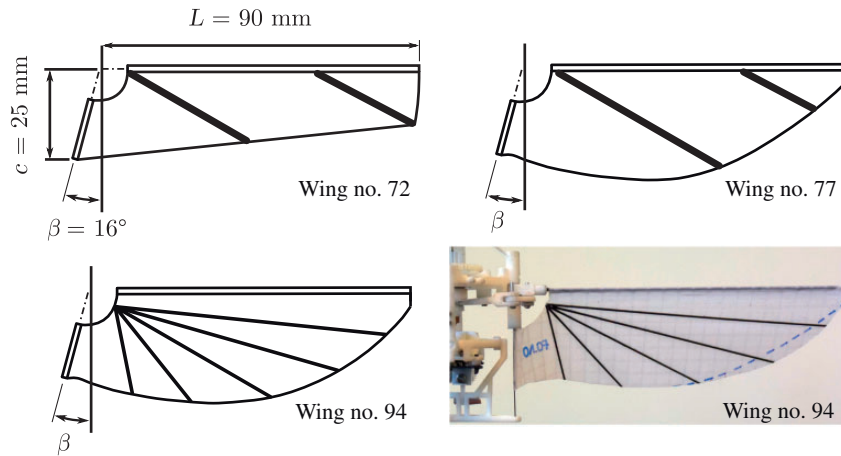 L = 90 mm
c = 25 mm
Wing no. 72
β = 16°
Wing no. 77
β
Wing no. 94
β
Wing no. 94